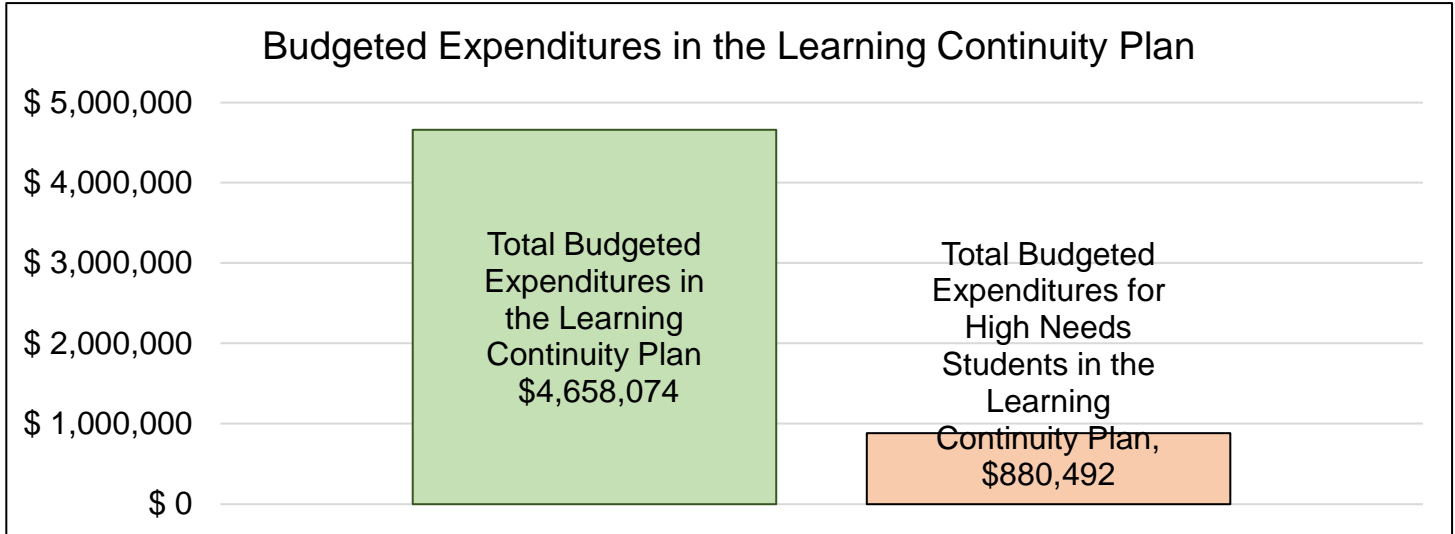 Budgeted Expenditures in the Learning Continuity Plan
$ 5,000,000
$ 4,000,000
$ 3,000,000
$ 2,000,000
$ 1,000,000
$ 0
Total Budgeted
Expenditures in
the Learning
Continuity Plan
$4,658,074
Total Budgeted
Expenditures for
High Needs
Students in the
Learning
Continuity Plan,
$880,492